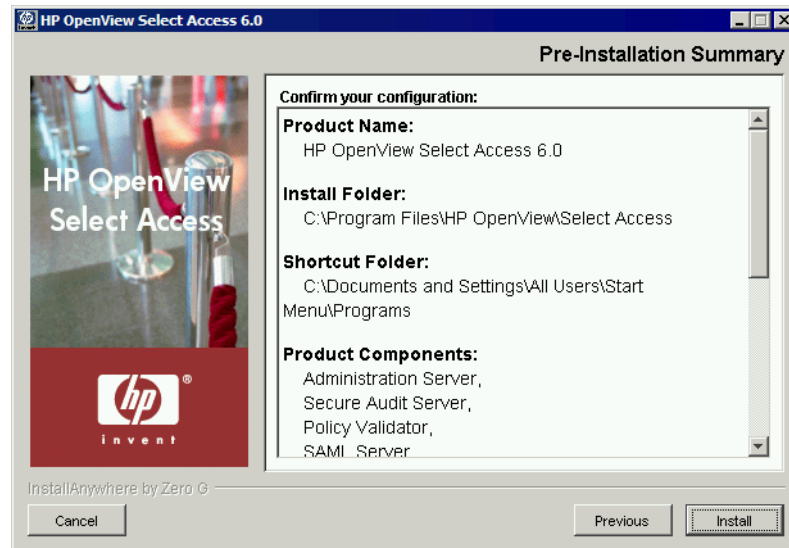 HP OpenView Select Access 6.0
Pre-Installation Summary
HP OpenView
Select Access
hp
®
invent
Confirm your configuration:
Product Name:
HP OpenView Select Access 6.0
Install Folder:
C:\Program Files\HP OpenView\Select Access
Shortcut Folder:
C:\Documents and Settings\All Users\Start
Menu\Programs
Product Components:
Administration Server,
Secure Audit Server,
Policy Validator,
SAML Server
InstallAnywhere by Zero G
Cancel
Previous
Install